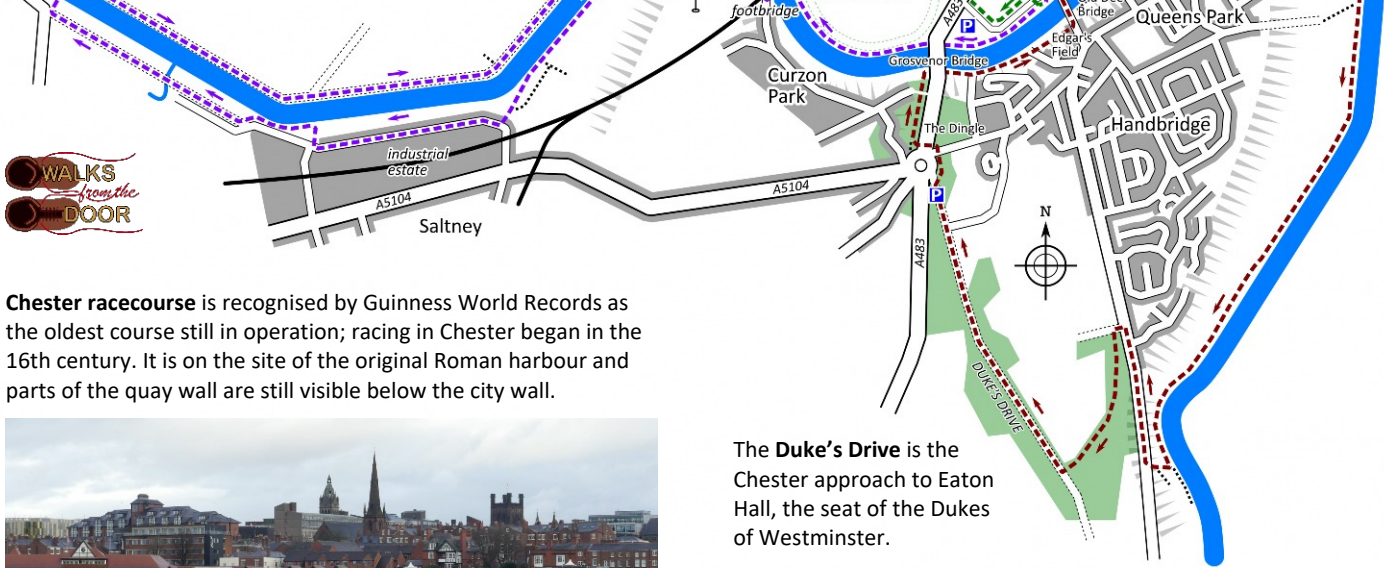 footbridge
A483
P
Old Dee
Bridge
Queens Park
Edgar's
Field
Grosvenor Bridge
Curzon
Park
The Dingle
Handbridge
industrial
estate
WALKS
from the
DOOR
A5104
A5104
P
Saltney
N
A483
DUKE'S DRIVE
Chester racecourse is recognised by Guinness World Records as
the oldest course still in operation; racing in Chester began in the
16th century. It is on the site of the original Roman harbour and
parts of the quay wall are still visible below the city wall.
The Duke’s Drive is the
Chester approach to Eaton
Hall, the seat of the Dukes
of Westminster.